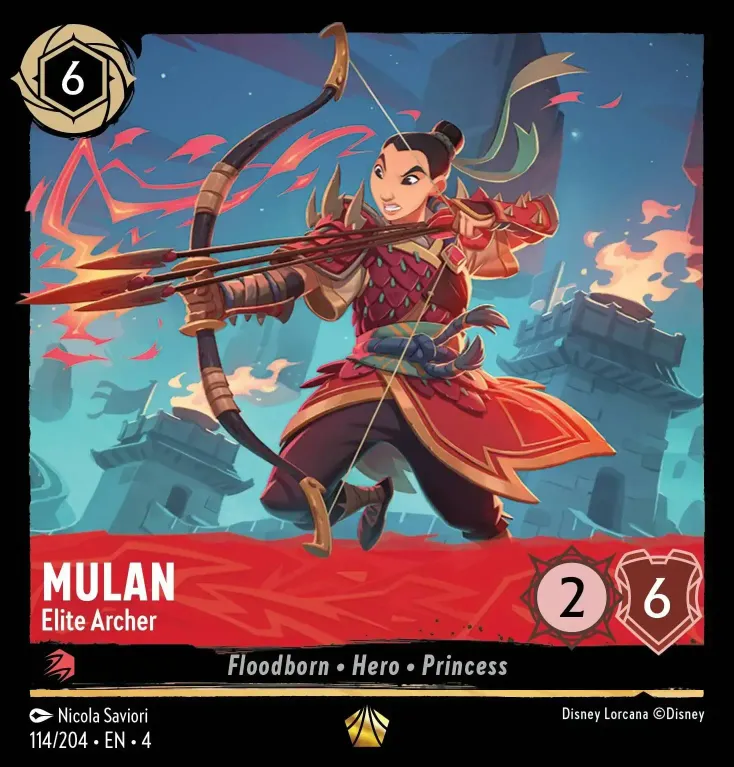 6
MULAN
Elite Archer
2
6
Floodborn • Hero • Princess
Nicola Saviori
Disney Lorcana ©Disney
114/204 • EN • 4